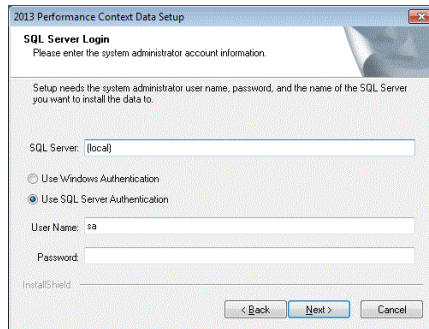 2013 Performance Context Data Setup
SQL Server Login
Please enter the system administrator account information.
Setup needs the system administrator user name, password, and the name of the SQL Server
you want to install the data to.
SQL Server: (local)
Use Windows Authentication
Use SQL Server Authentication
User Name: sa
Password:
InstallShield
< Back Next > Cancel